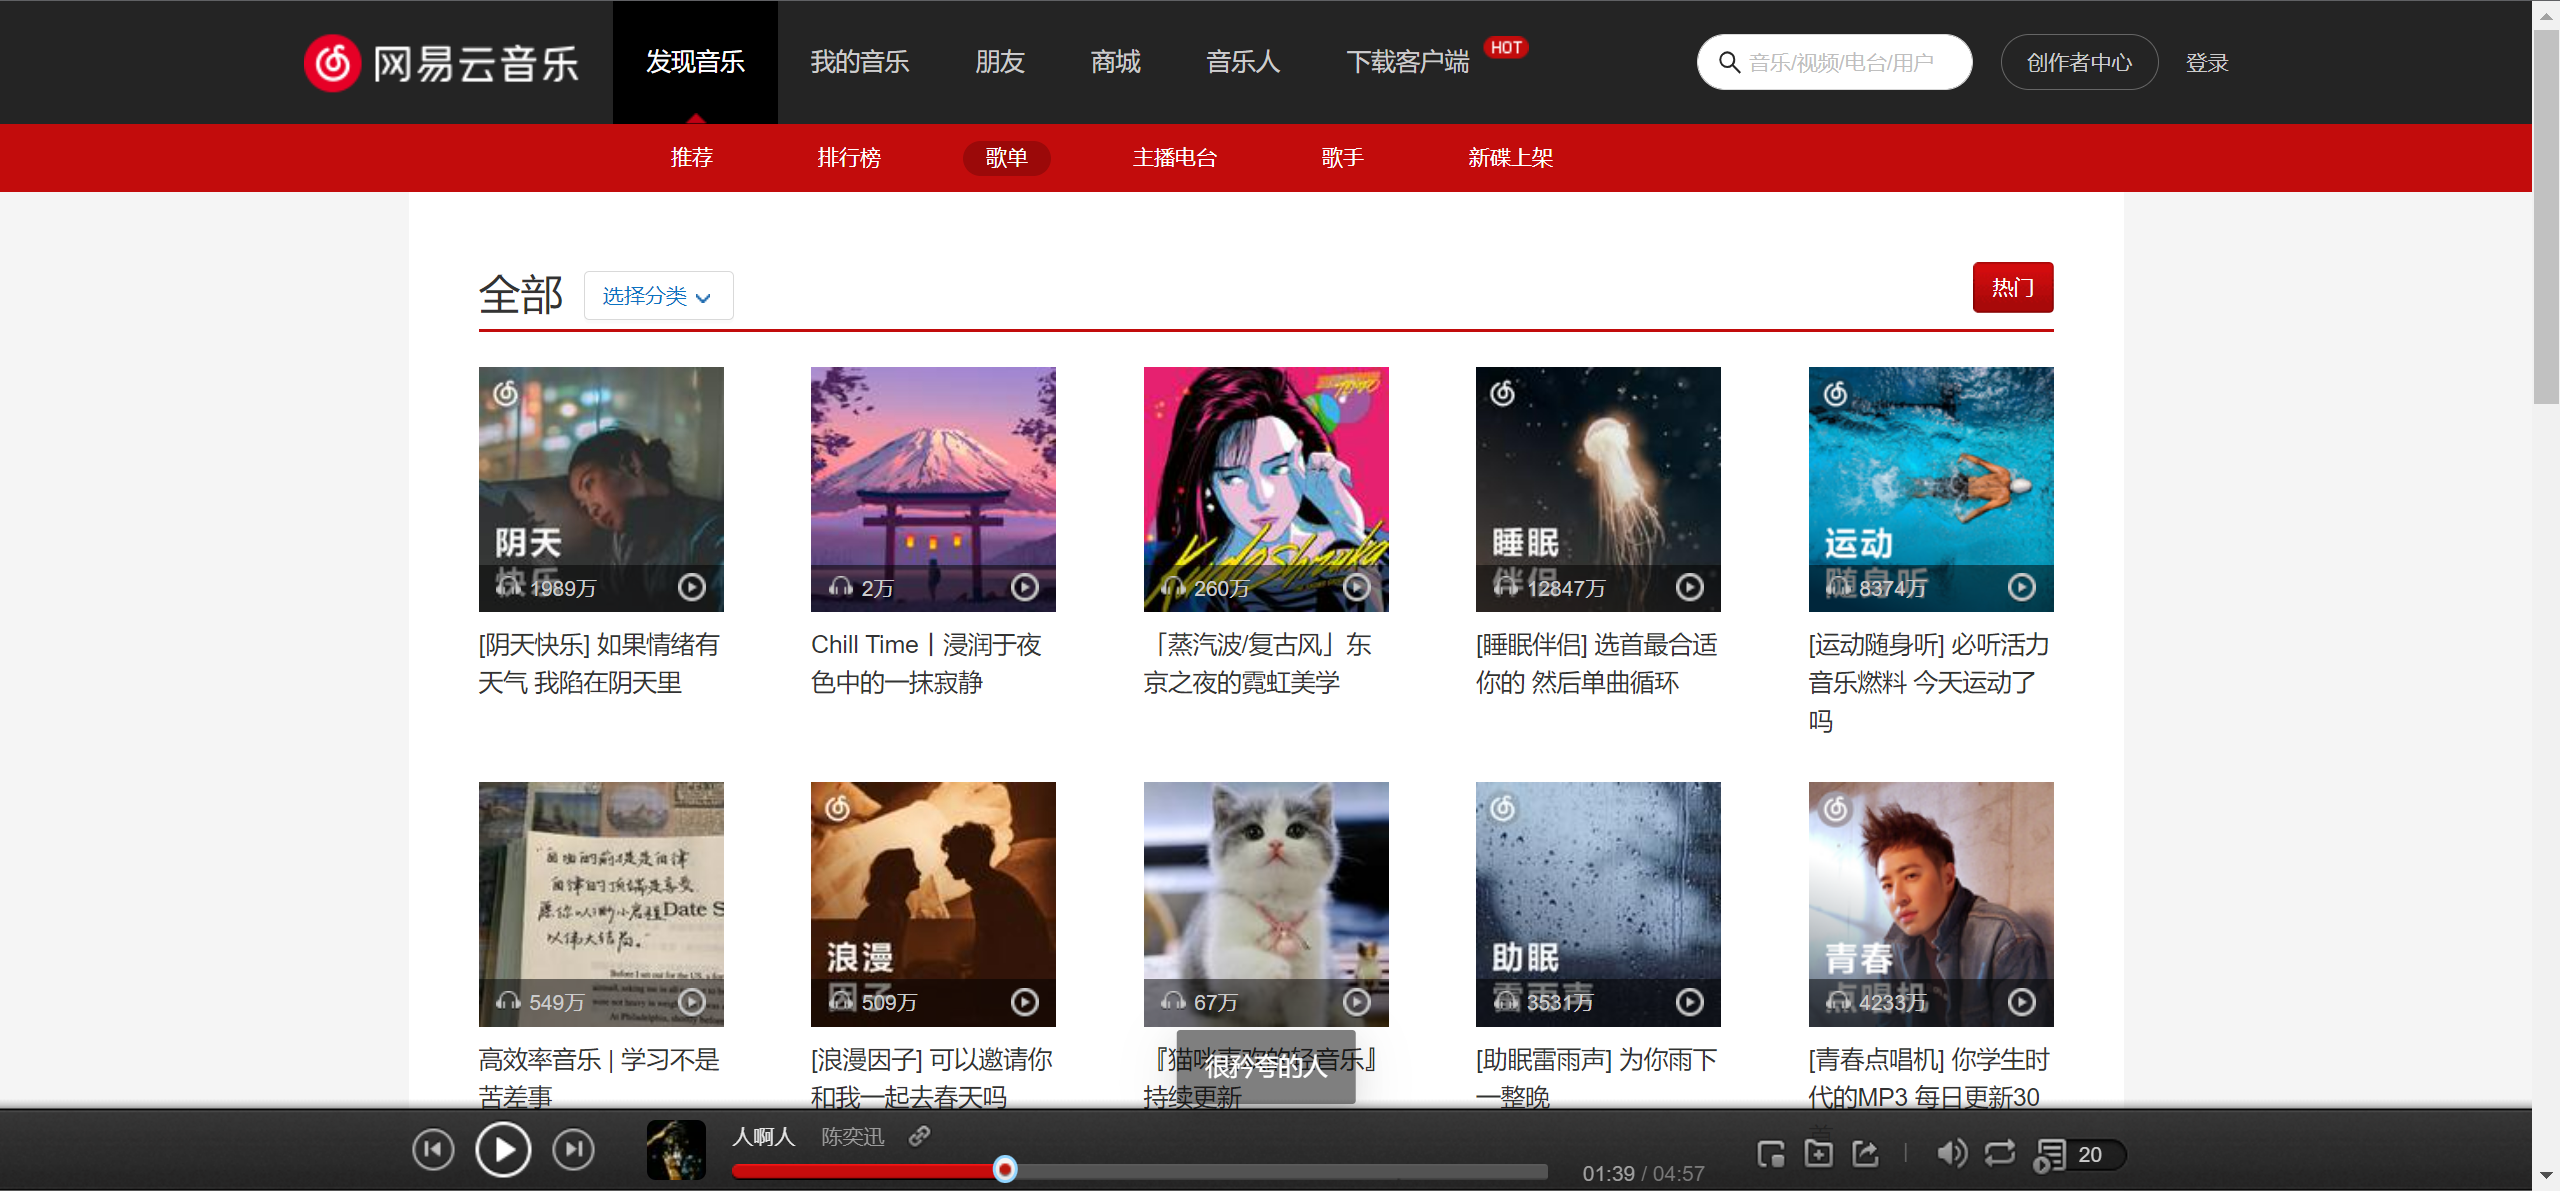 网易云音乐
发现音乐
我的音乐
朋友
商城
音乐人
下载客户端
HOT
音乐/视频/电台/用户
创作者中心
登录
推荐
排行榜
歌单
主播电台
歌手
新碟上架
全部
选择分类
热门
阴天
快乐
1989万
[阴天快乐] 如果情绪有
天气 我陷在阴天里
2万
Chill Time丨浸润于夜
色中的一抹寂静
260万
「蒸汽波/复古风」东
京之夜的霓虹美学
睡眠
伴侣
12847万
[睡眠伴侣] 选首最合适
你的 然后单曲循环
运动
随身听
8374万
[运动随身听] 必听活力
音乐燃料 今天运动了
吗
Date S
以伟大结局。"
549万
高效率音乐 | 学习不是
苦差事
浪漫
因子
509万
[浪漫因子] 可以邀请你
和我一起去春天吗
67万
『猫咪喜欢的轻音乐』
持续更新
很矜夸的人
助眠
雷雨声
3531万
[助眠雷雨声] 为你雨下
一整晚
青春
点唱机
4233万
[青春点唱机] 你学生时
代的MP3 每日更新30
人啊人
陈奕迅
01:39 / 04:57
20